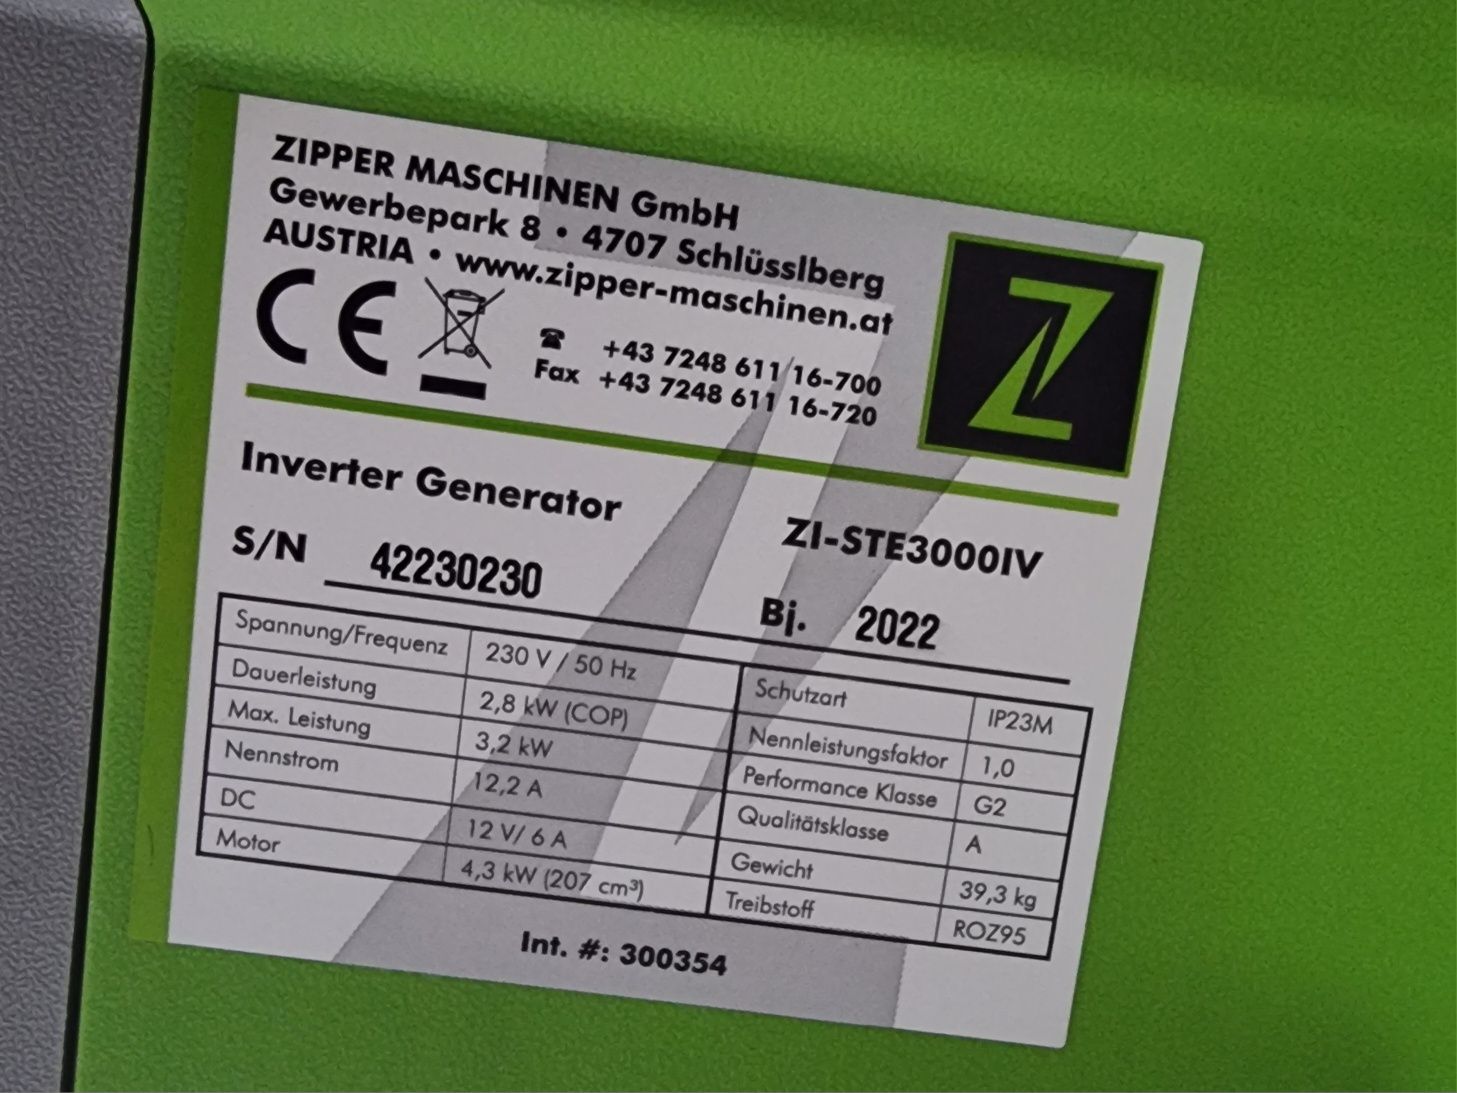 ZIPPER MASCHINEN GmbH
Gewerbepark 8 • 4707 Schlüsslberg
AUSTRIA • www.zipper-maschinen.at
CE
☎ +43 7248 611 16-700
Fax +43 7248 611 16-720
Z
Inverter Generator ZI-STE3000IV
S/N 42230230 Bj. 2022
Spannung/Frequenz 230 V / 50 Hz Schutzart IP23M
Dauerleistung 2,8 kW (COP) Nennleistungsfaktor 1,0
Max. Leistung 3,2 kW Performance Klasse G2
Nennstrom 12,2 A Qualitätsklasse A
DC 12 V/ 6 A Gewicht 39,3 kg
Motor 4,3 kW (207 cm³) Treibstoff ROZ95
Int. #: 300354